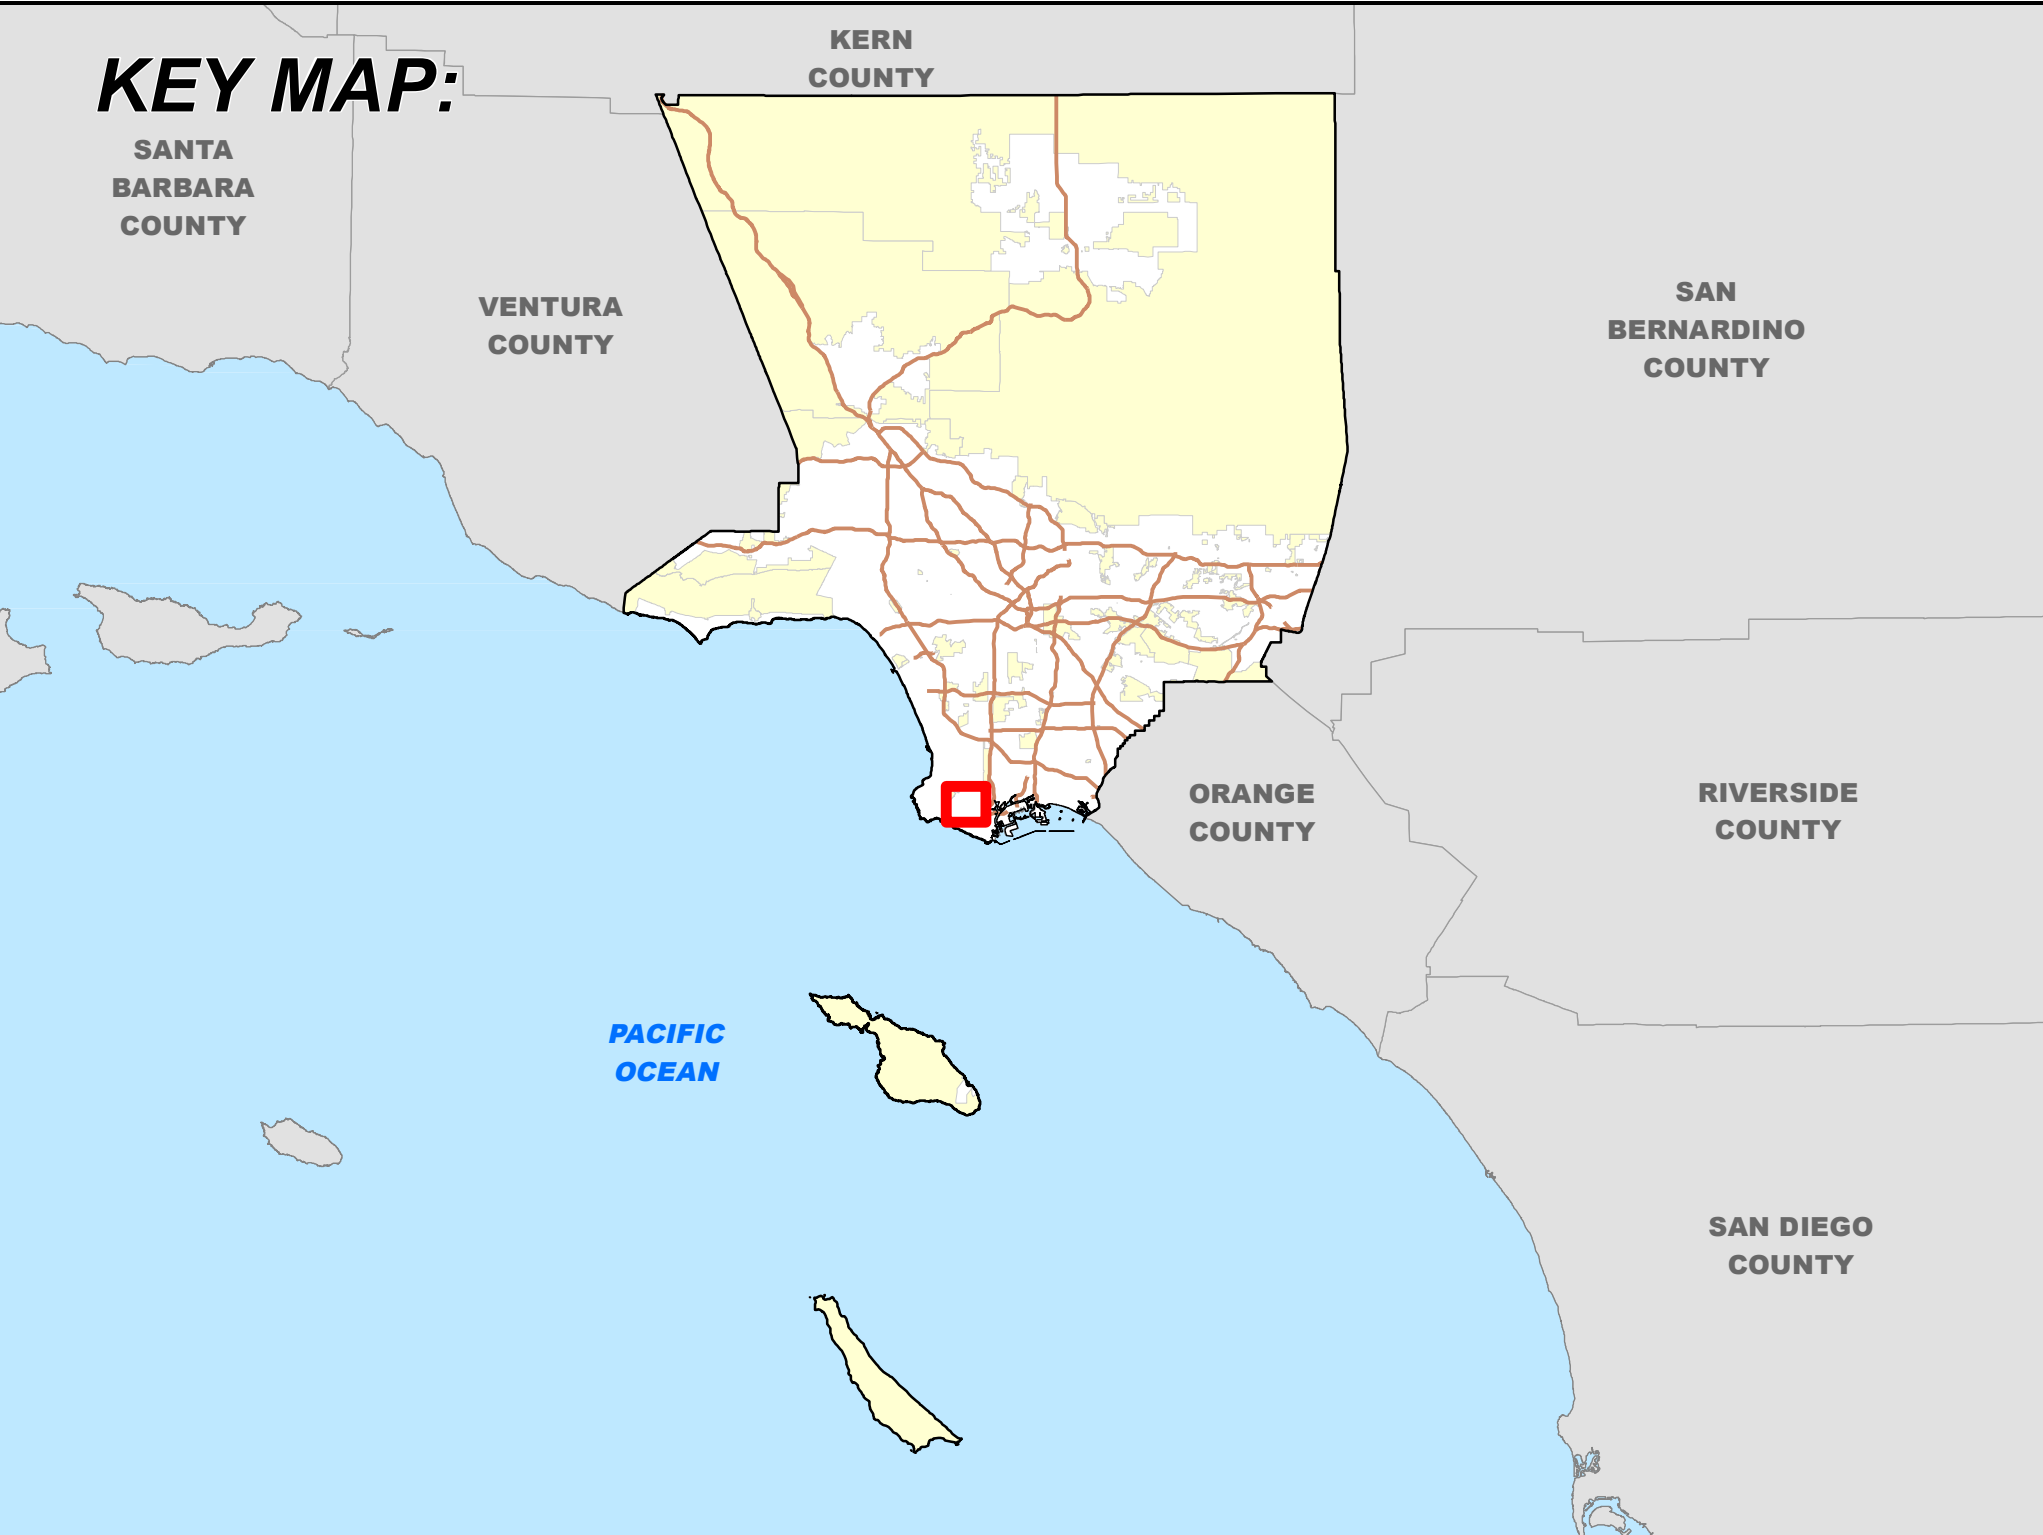 KEY MAP:
KERN
COUNTY
SANTA
BARBARA
COUNTY
VENTURA
COUNTY
SAN
BERNARDINO
COUNTY
ORANGE
COUNTY
RIVERSIDE
COUNTY
PACIFIC
OCEAN
SAN DIEGO
COUNTY